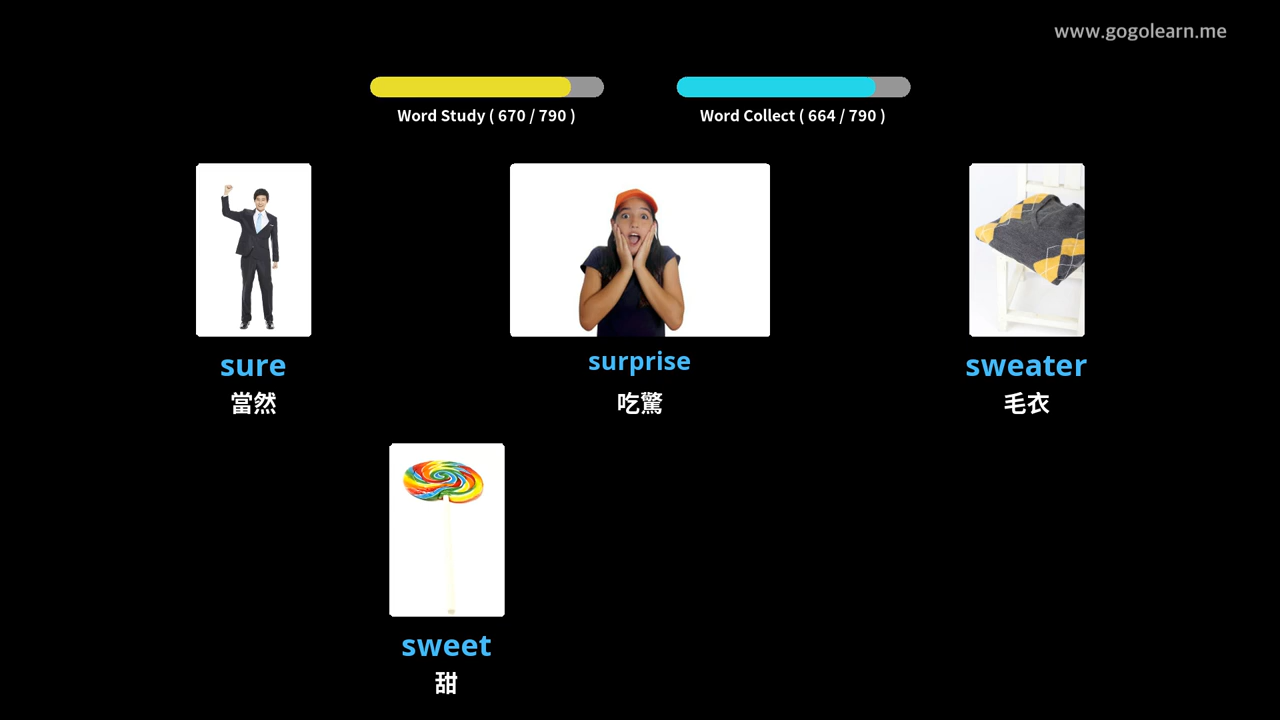 www.gogolearn.me
Word Study ( 670 / 790 )
Word Collect ( 664 / 790 )
sure
當然
surprise
吃驚
sweater
毛衣
sweet
甜